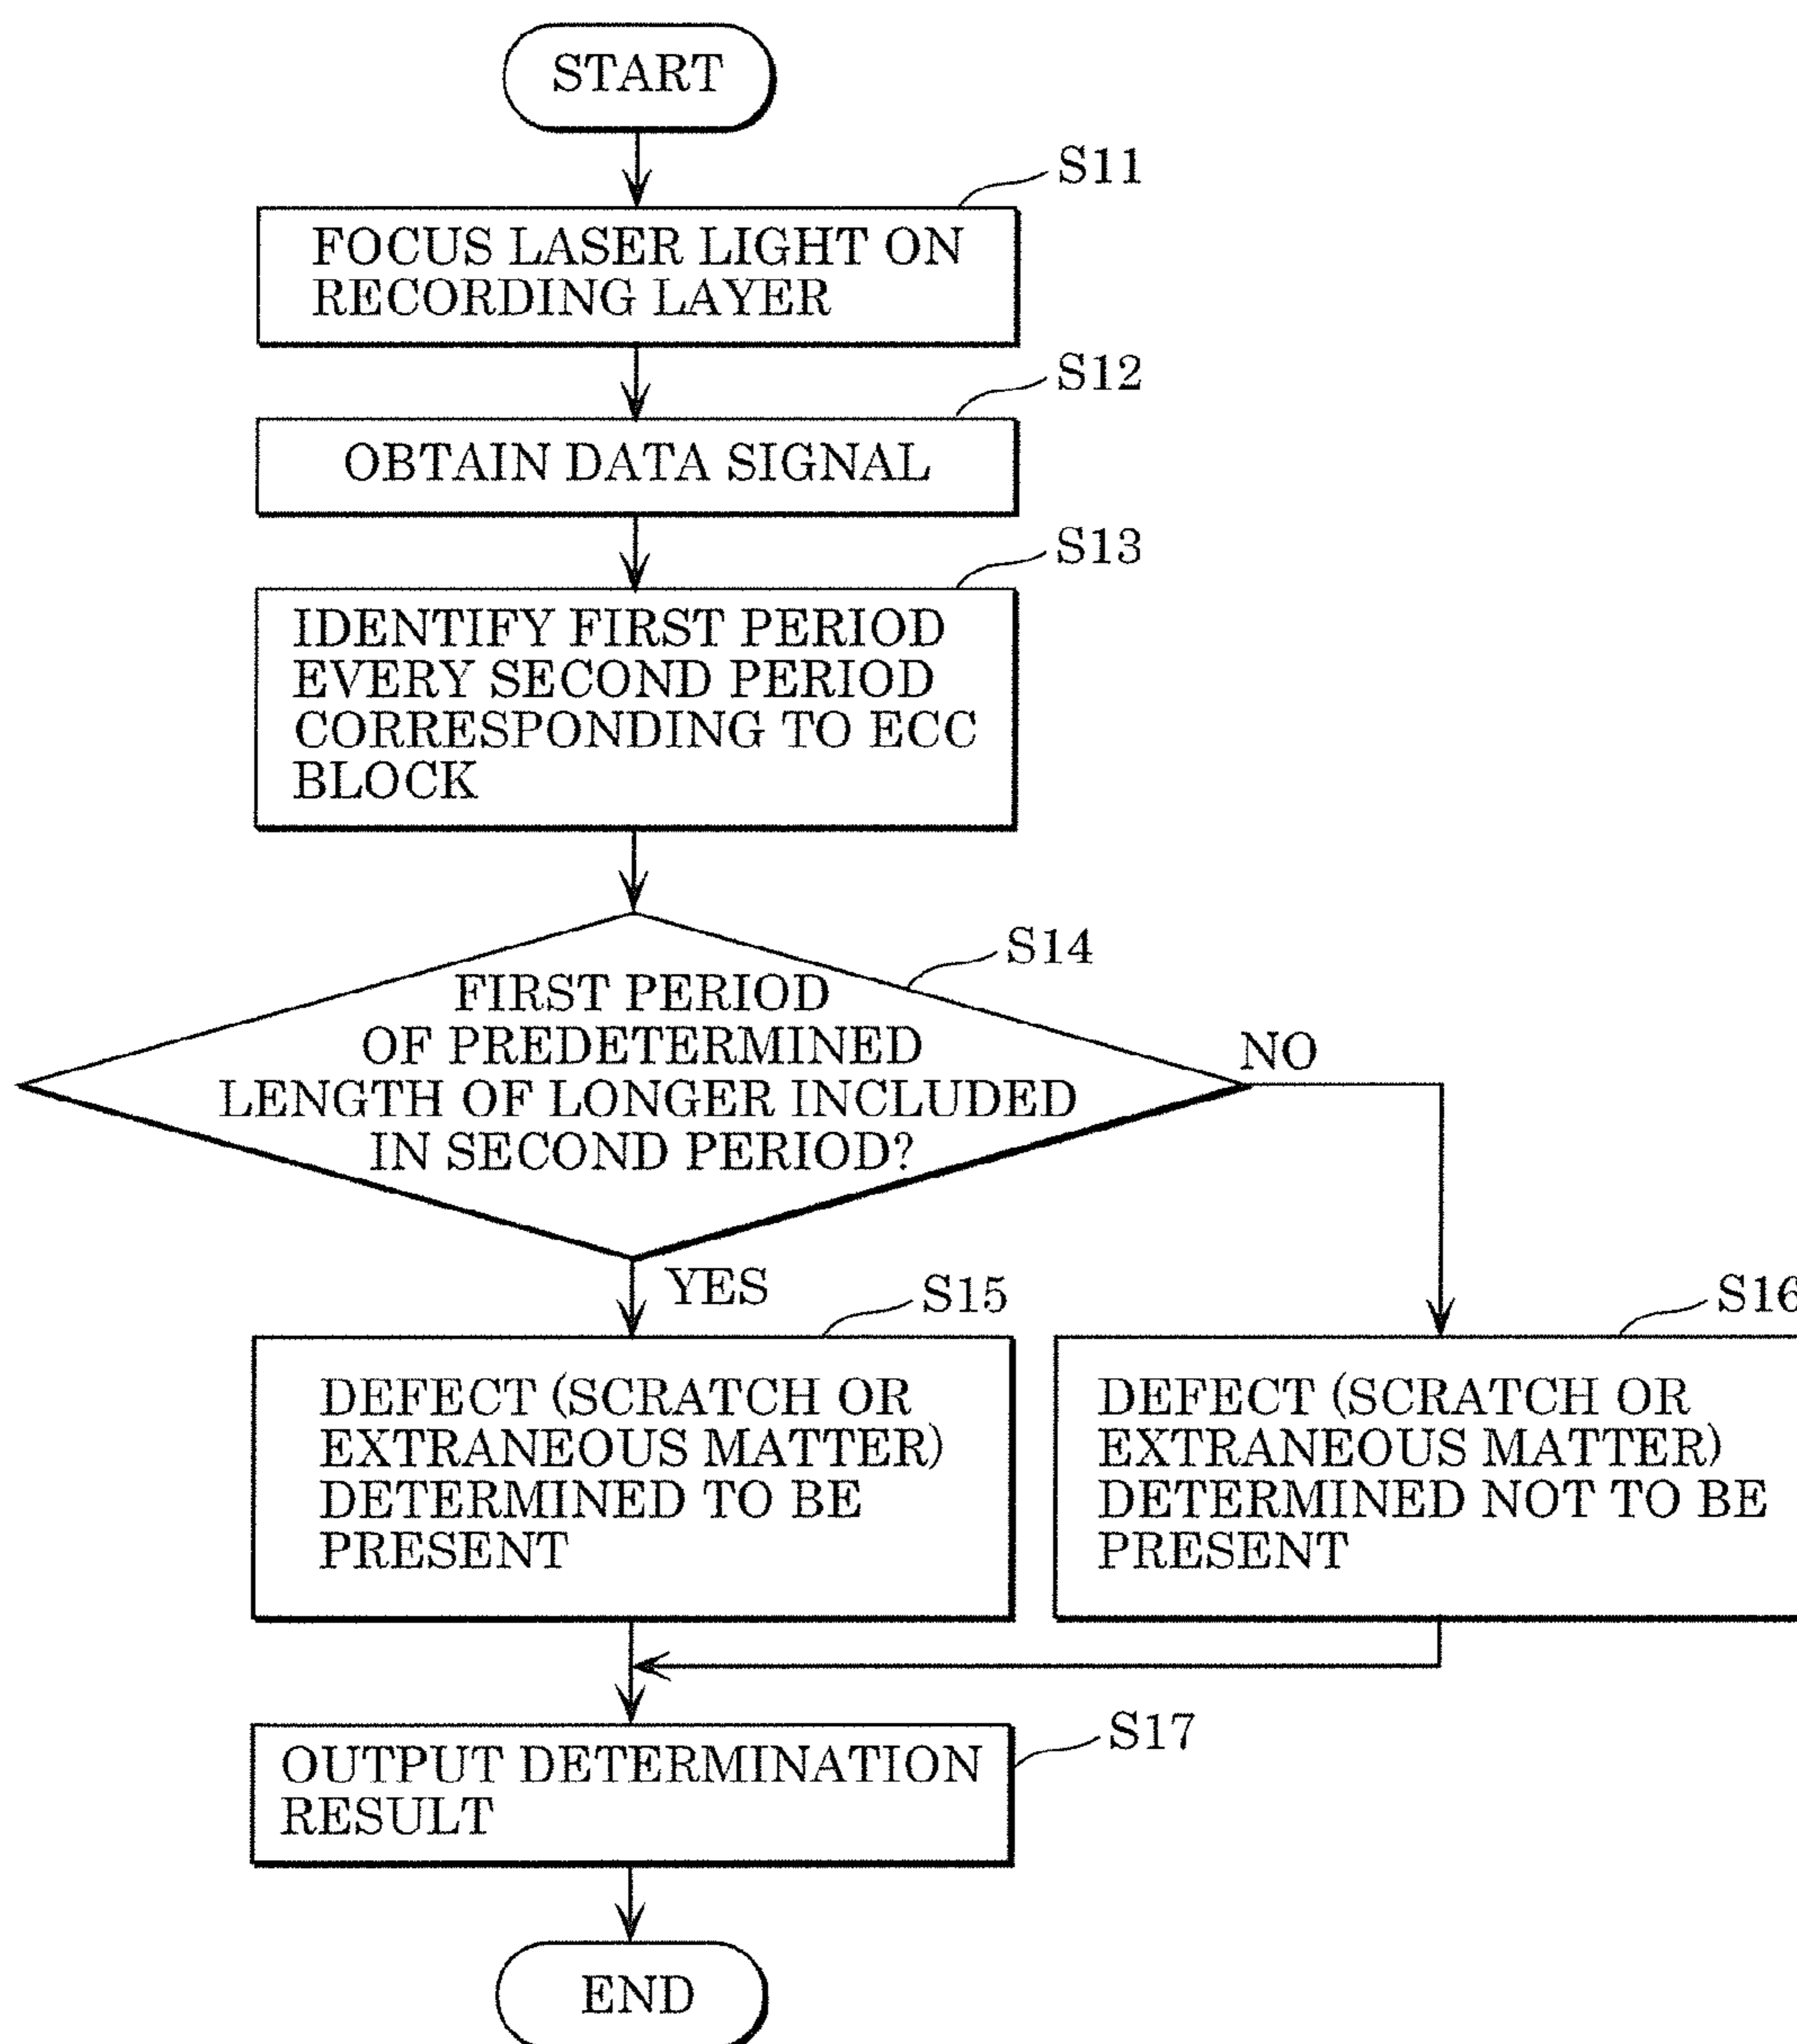 START
S11
FOCUS LASER LIGHT ON
RECORDING LAYER
S12
OBTAIN DATA SIGNAL
S13
IDENTIFY FIRST PERIOD
EVERY SECOND PERIOD
CORRESPONDING TO ECC
BLOCK
S14
FIRST PERIOD
OF PREDETERMINED
LENGTH OF LONGER INCLUDED
IN SECOND PERIOD?
NO
YES
S15
DEFECT (SCRATCH OR
EXTRANEOUS MATTER)
DETERMINED TO BE
PRESENT
S16
DEFECT (SCRATCH OR
EXTRANEOUS MATTER)
DETERMINED NOT TO BE
PRESENT
S17
OUTPUT DETERMINATION
RESULT
END